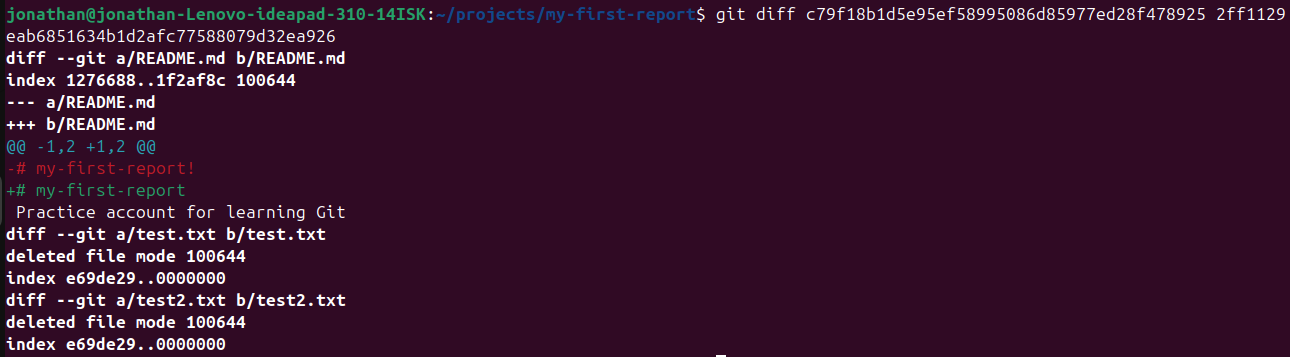 jonathan@jonathan-Lenovo-ideapad-310-14ISK:~/projects/my-first-report$ git diff c79f18b1d5e95ef58995086d85977ed28f478925 2ff1129
eab6851634b1d2afc77588079d32ea926
diff --git a/README.md b/README.md
index 1276688..1f2af8c 100644
--- a/README.md
+++ b/README.md
@@ -1,2 +1,2 @@
-# my-first-report!
+# my-first-report
 Practice account for learning Git
diff --git a/test.txt b/test.txt
deleted file mode 100644
index e69de29..0000000
diff --git a/test2.txt b/test2.txt
deleted file mode 100644
index e69de29..0000000